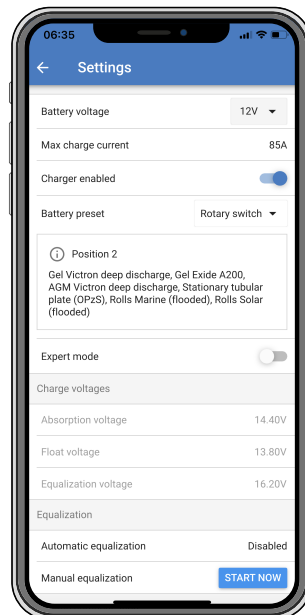 06:35
Settings
Battery voltage 12V
Max charge current 85A
Charger enabled
Battery preset Rotary switch
Position 2
Gel Victron deep discharge, Gel Exide A200,
AGM Victron deep discharge, Stationary tubular
plate (OPzS), Rolls Marine (flooded), Rolls Solar
(flooded)
Expert mode
Charge voltages
Absorption voltage 14.40V
Float voltage 13.80V
Equalization voltage 16.20V
Equalization
Automatic equalization Disabled
Manual equalization START NOW